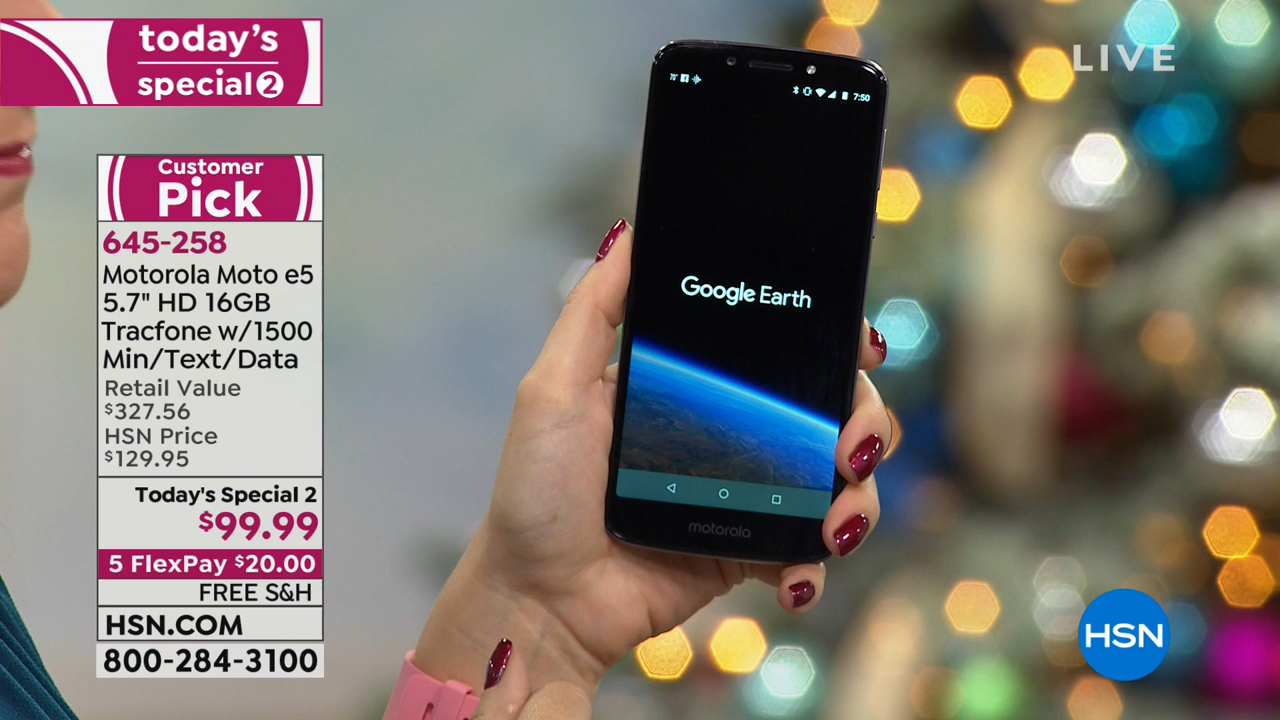 today's
special 2
LIVE
Customer
Pick
645-258
Motorola Moto e5
5.7" HD 16GB
Tracfone w/1500
Min/Text/Data
Retail Value
$327.56
HSN Price
$129.95
Today's Special 2
$99.99
5 FlexPay $20.00
FREE S&H
HSN.COM
800-284-3100
78°
7:50
Google Earth
motorola
HSN